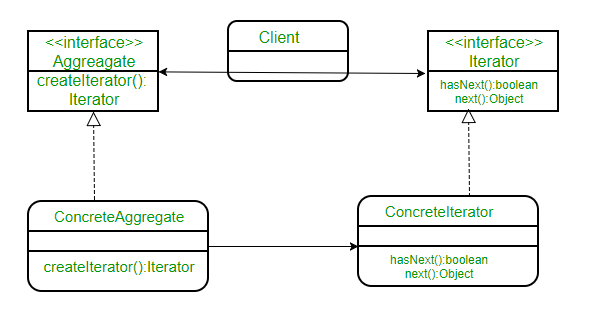 <<interface>>
Aggreagate
createIterator():
Iterator
Client
<<interface>>
Iterator
hasNext():boolean
next():Object
ConcreteAggregate
createIterator():Iterator
ConcreteIterator
hasNext():boolean
next():Object